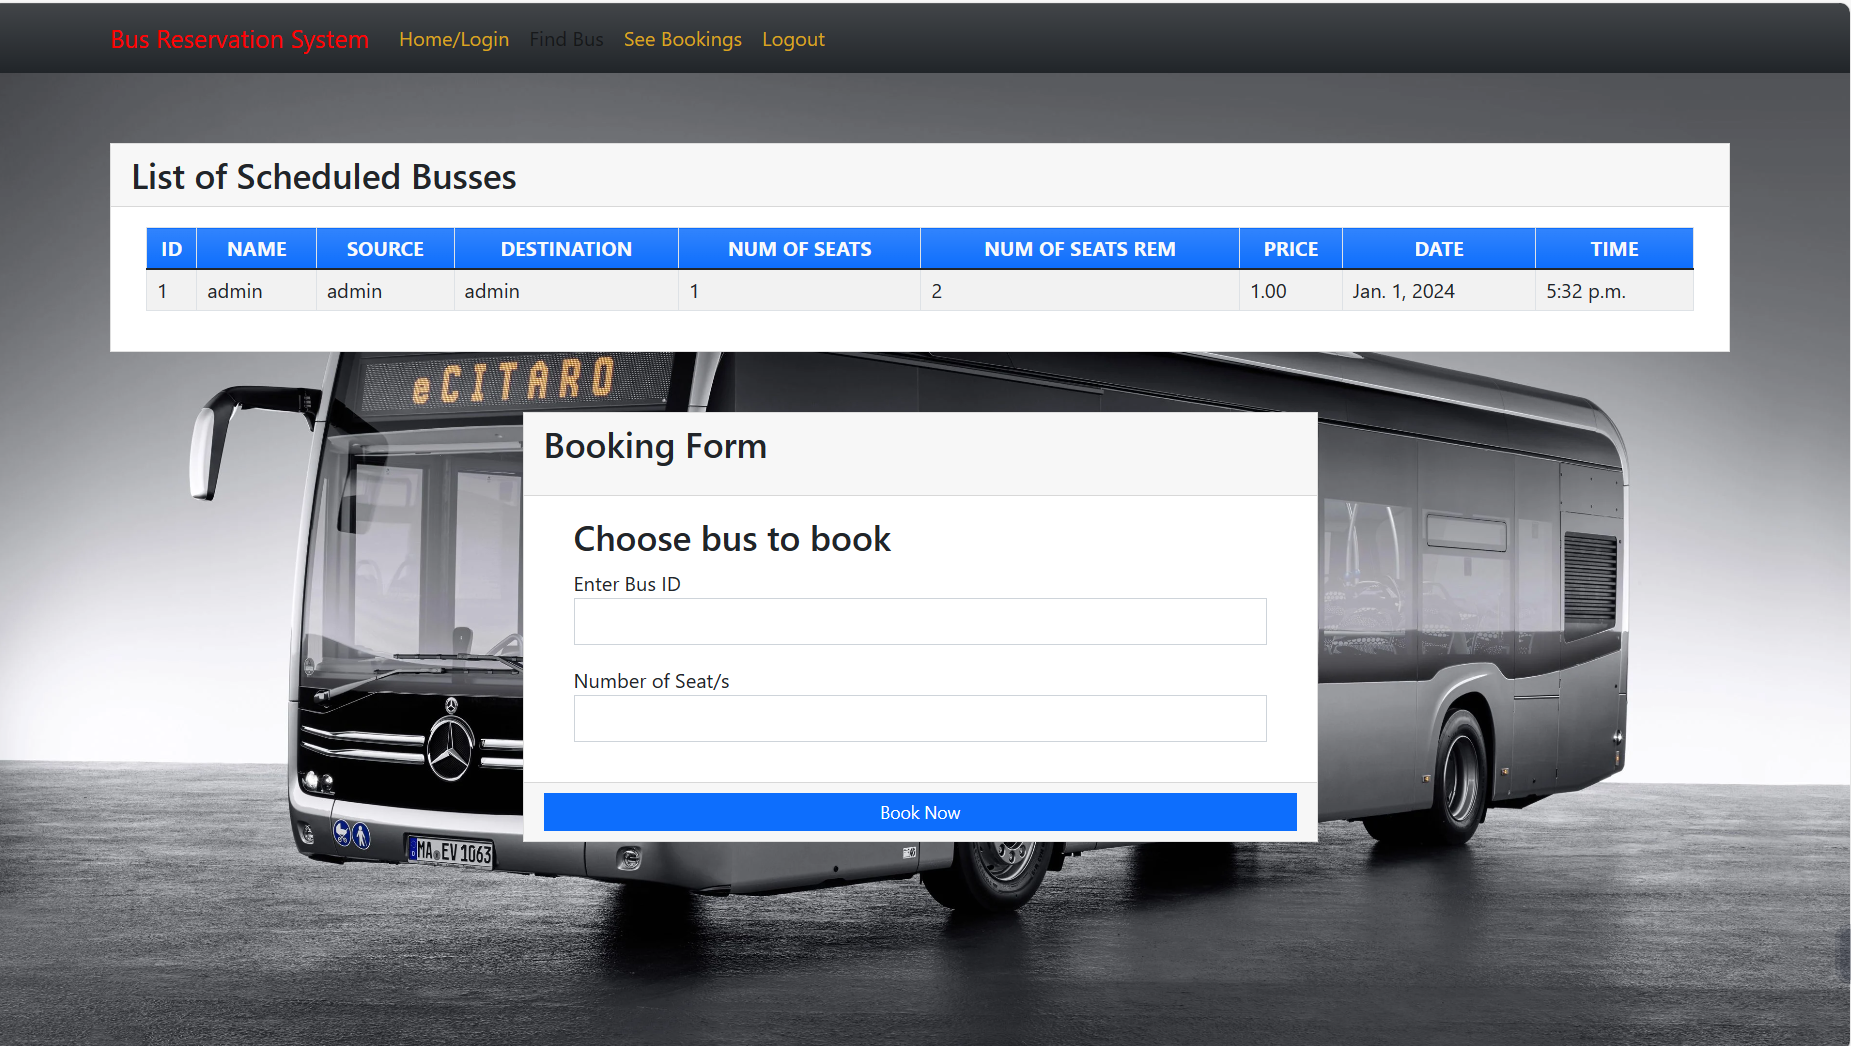 Bus Reservation System Home/Login Find Bus See Bookings Logout
List of Scheduled Busses
ID NAME SOURCE DESTINATION NUM OF SEATS NUM OF SEATS REM PRICE DATE TIME
1 admin admin admin 1 2 1.00 Jan. 1, 2024 5:32 p.m.
eCITARO
Booking Form
Choose bus to book
Enter Bus ID
Number of Seat/s
Book Now
MA EV 1063